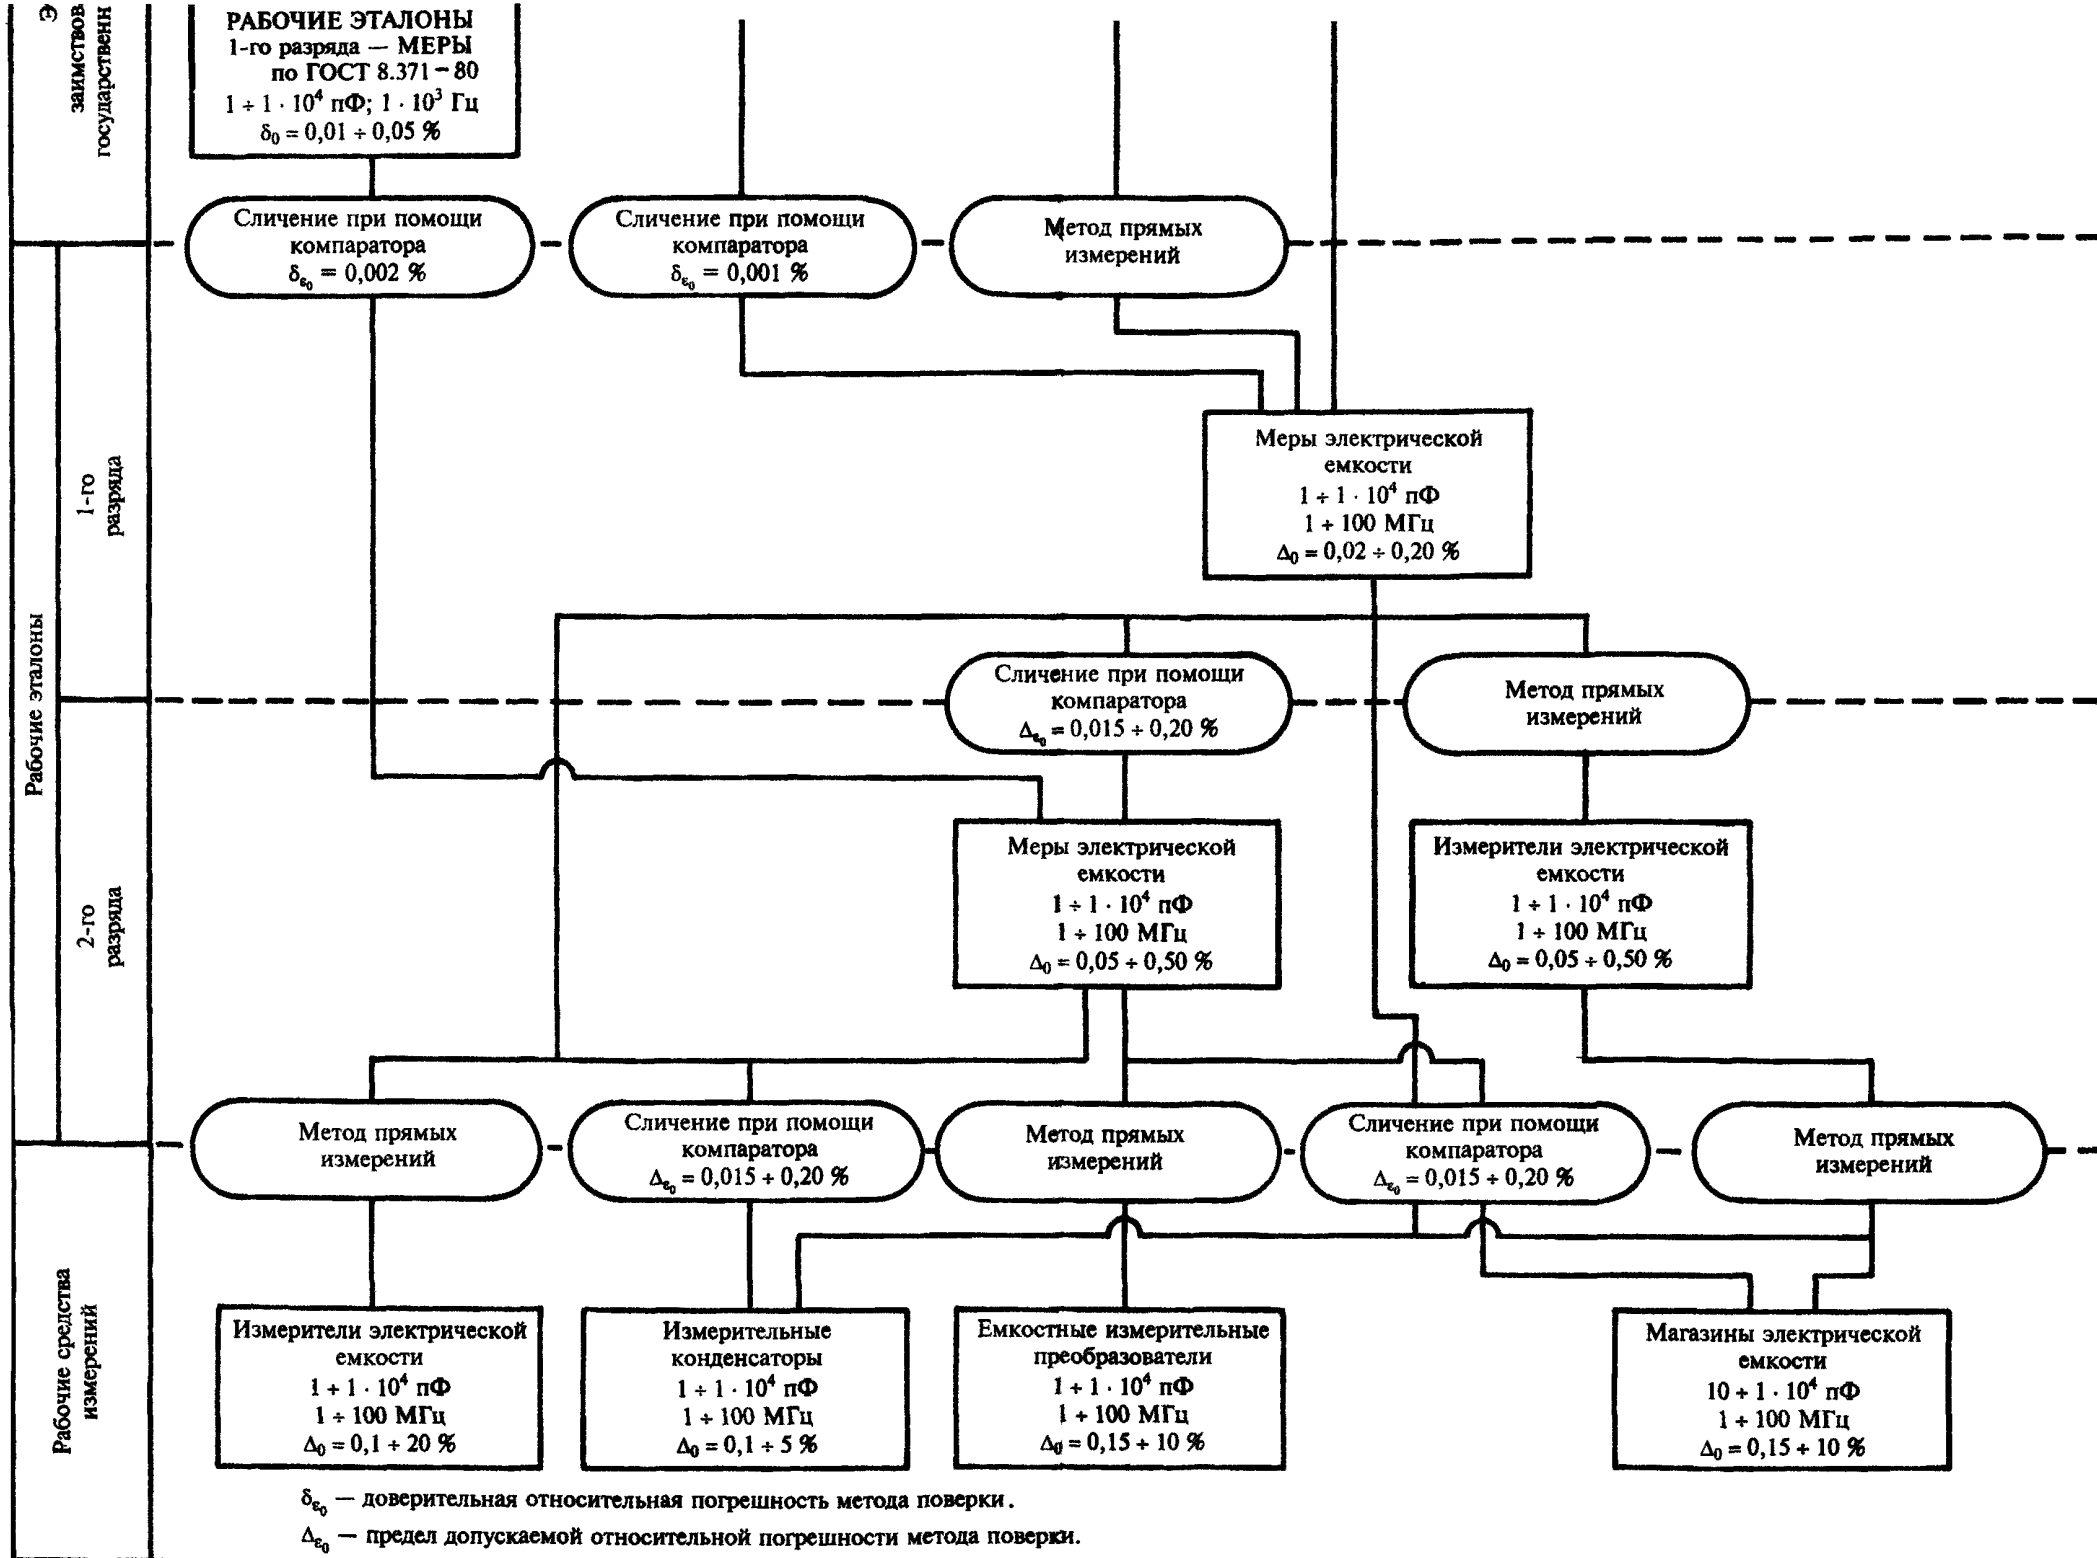 заимствов
государственн
РАБОЧИЕ ЭТАЛОНЫ
1-го разряда — МЕРЫ
по ГОСТ 8.371–80
1 ÷ 1 · 10⁴ пФ; 1 · 10³ Гц
δ₀ = 0,01 ÷ 0,05 %
Сличение при помощи
компаратора
δ_ε₀ = 0,002 %
Сличение при помощи
компаратора
δ_ε₀ = 0,001 %
Метод прямых
измерений
Рабочие эталоны
1-го
разряда
Меры электрической
емкости
1 ÷ 1 · 10⁴ пФ
1 ÷ 100 МГц
Δ₀ = 0,02 ÷ 0,20 %
Сличение при помощи
компаратора
Δ_ε₀ = 0,015 ÷ 0,20 %
Метод прямых
измерений
2-го
разряда
Меры электрической
емкости
1 ÷ 1 · 10⁴ пФ
1 ÷ 100 МГц
Δ₀ = 0,05 ÷ 0,50 %
Измерители электрической
емкости
1 ÷ 1 · 10⁴ пФ
1 ÷ 100 МГц
Δ₀ = 0,05 ÷ 0,50 %
Метод прямых
измерений
Сличение при помощи
компаратора
Δ_ε₀ = 0,015 ÷ 0,20 %
Метод прямых
измерений
Сличение при помощи
компаратора
Δ_ε₀ = 0,015 ÷ 0,20 %
Метод прямых
измерений
Рабочие средства
измерений
Измерители электрической
емкости
1 ÷ 1 · 10⁴ пФ
1 ÷ 100 МГц
Δ₀ = 0,1 ÷ 20 %
Измерительные
конденсаторы
1 ÷ 1 · 10⁴ пФ
1 ÷ 100 МГц
Δ₀ = 0,1 ÷ 5 %
Емкостные измерительные
преобразователи
1 ÷ 1 · 10⁴ пФ
1 ÷ 100 МГц
Δ₀ = 0,15 ÷ 10 %
Магазины электрической
емкости
10 ÷ 1 · 10⁴ пФ
1 ÷ 100 МГц
Δ₀ = 0,15 ÷ 10 %
δ_ε₀ — доверительная относительная погрешность метода поверки.
Δ_ε₀ — предел допускаемой относительной погрешности метода поверки.